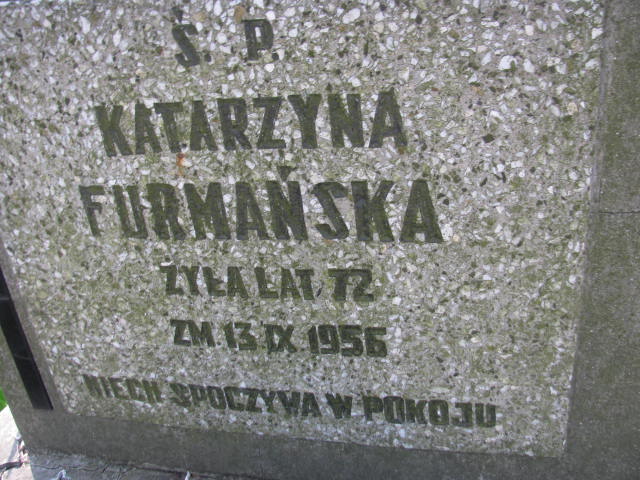 Ś. P.
KATARZYNA
FURMAŃSKA
ŻYŁA LAT 72
ZM 13 IX 1956
NIECH SPOCZYWA W POKOJU